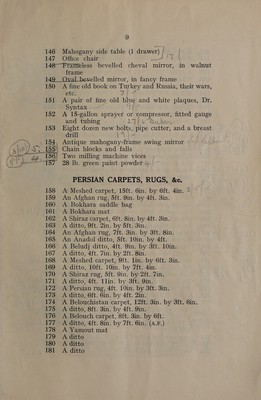 9
146 Mahogany side table (1 drawer)
147 Office chair
148 Frameless bevelled cheval mirror, in walnut
frame
149 Oval bevelled mirror, in fancy frame
150 A fine old book on Turkey and Russia, their wars,
etc.
151 A pair of fine old blue and white plaques, Dr.
Syntax
152 A 15-gallon sprayer or compressor, fitted gauge
and tubing
153 Eight dozen new bolts, pipe cutter, and a breast
drill
154 Antique mahogany-frame swing mirror
155 Chain blocks and falls
156 Two milling machine vices
157 28 lb. green paint powder
PERSIAN CARPETS, RUGS, &c.
158 A Meshed carpet, 15ft. 6in. by 6ft. 4in.
159 An Afghan rug, 5ft. 9in. by 4ft. 3in.
160 A Bokhara saddle bag
161 A Bokhara mat
162 A Shiraz carpet, 6ft. 8in. by 4ft. 3in.
163 A ditto, 9ft. 2in. by 5ft. 3in.
164 An Afghan rug, 7ft. 3in. by 3ft. 8in.
165 An Anadol ditto, 5ft. 10in. by 4ft.
166 A Beludj ditto, 4ft. 9in. by 3ft. 10in.
167 A ditto, 4ft. 7in. by 2ft. 8in.
168 A Meshed carpet, 9ft. 1in. by 6ft. 3in.
169 A ditto, 10ft. 10in. by 7ft. 4in.
170 A Shiraz rug, 5ft. 9in. by 2ft. 7in.
171 A ditto, 4ft. 11in. by 3ft. 9in.
172 A Persian rug, 4ft. 10in. by 3ft. 3in.
173 A ditto, 6ft. 6in. by 4ft. 2in.
174 A Belouchistan carpet, 12ft. 3in. by 3ft. 6in.
175 A ditto, 8ft. 3in. by 4ft. 9in.
176 A Belouch carpet, 8ft. 3in. by 6ft.
177 A ditto, 4ft. 8in. by 7ft. 6in. (A.F.)
178 A Yamout mat
179 A ditto
180 A ditto
181 A ditto